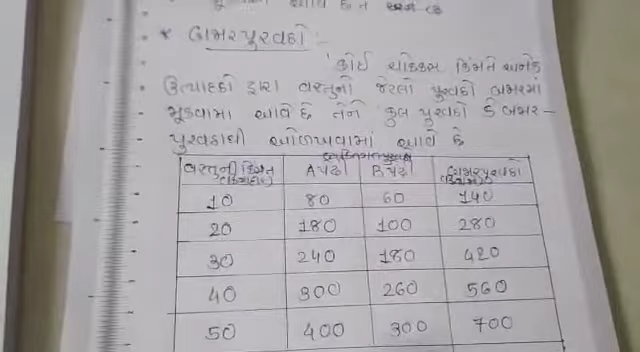 * બજારપુરવઠો :-
કોઈ ચોક્કસ કિંમતે અનેક
ઉત્પાદકો દ્વારા વસ્તુનો જેટલો પુરવઠો બજારમાં
મૂકવામાં આવે છે તેને કુલ પુરવઠો કે બજાર-
પુરવઠાથી ઓળખવામાં આવે છે
વસ્તુની કિંમત A પેઢી B પેઢી બજારપુરવઠો
10 80 60 140
20 180 100 280
30 240 180 420
40 300 260 560
50 400 300 700